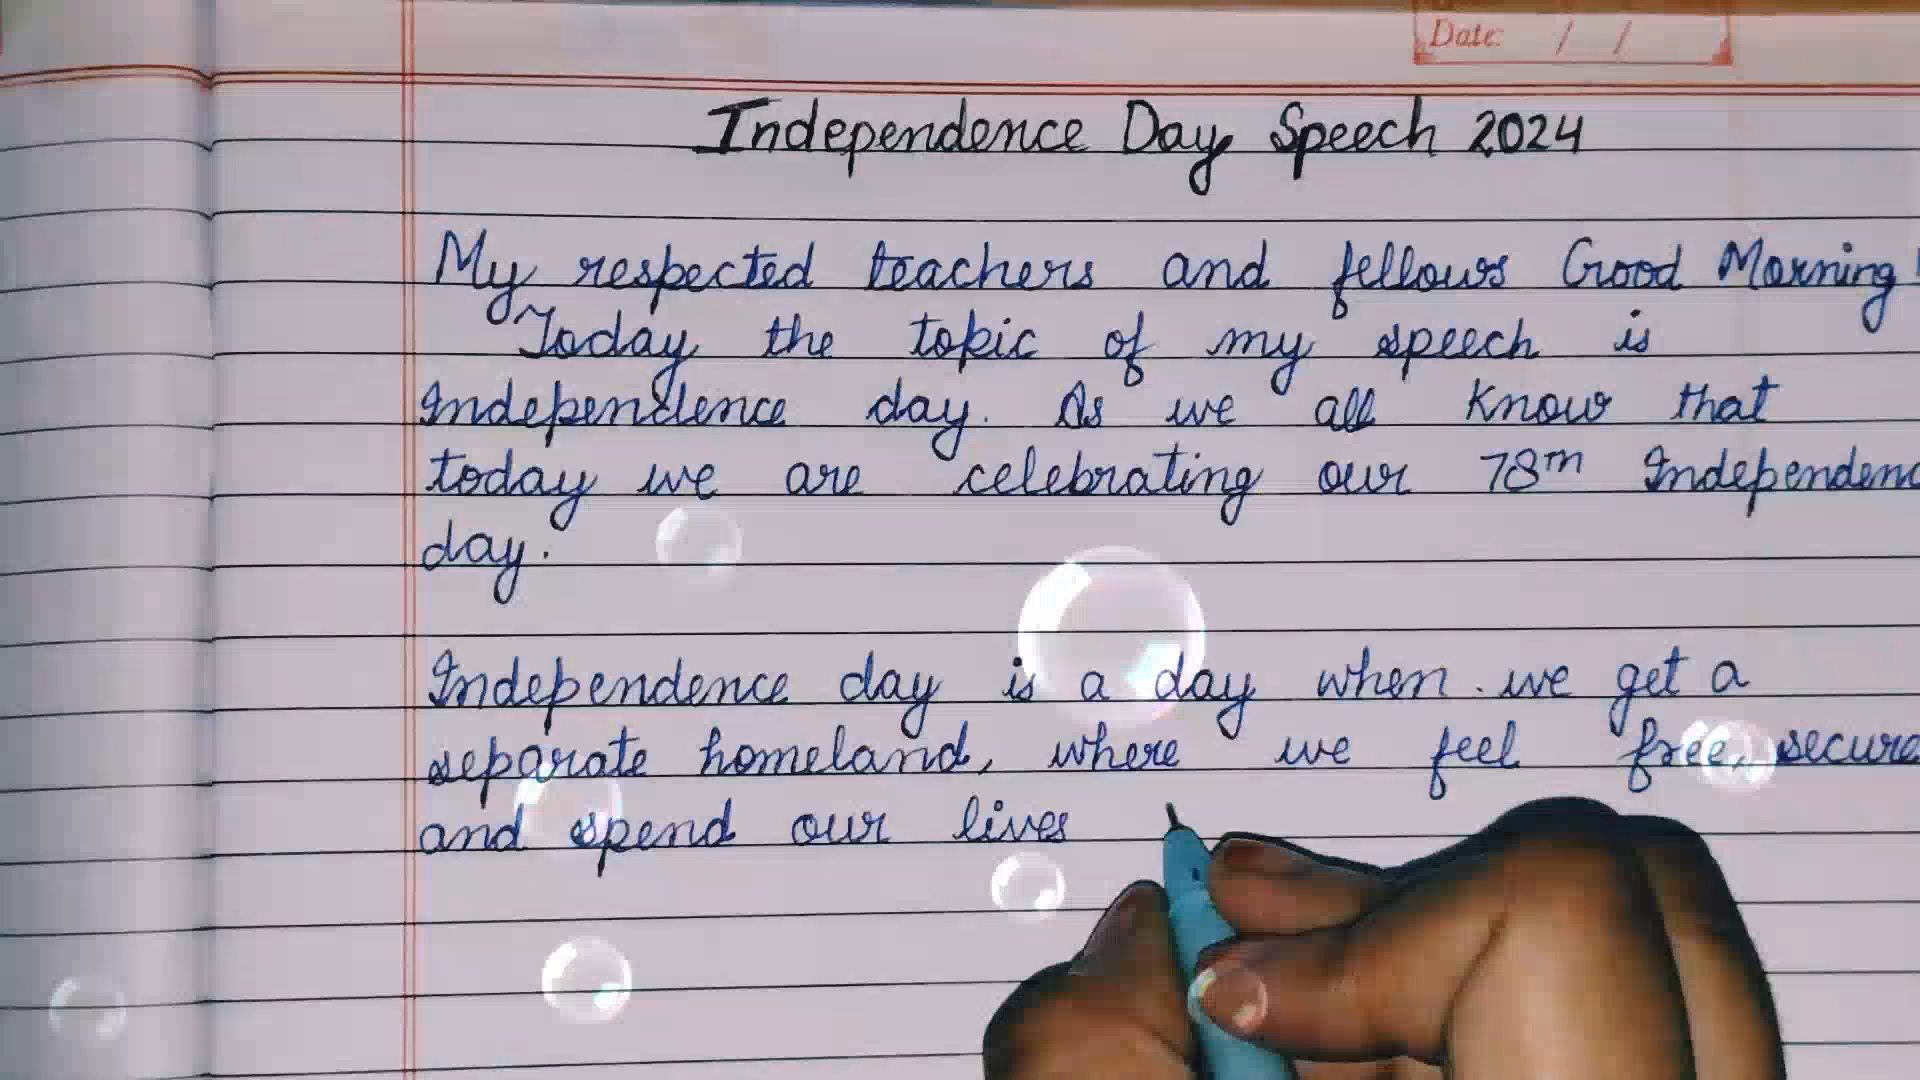 Date: / /
Independence Day Speech 2024
My respected teachers and fellows Good Morning!
Today the topic of my speech is
Independence day. As we all know that
today we are celebrating our 78th Independenc
day.
Independence day is a day when we get a
separate homeland, where we feel free, secure
and spend our lives